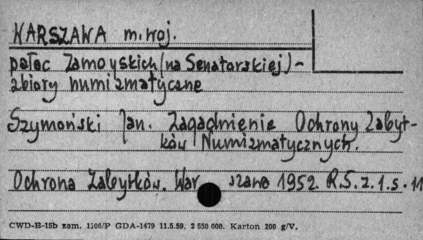 WARSZAWA m. woj.
pałac Zamoyskich (na Senatorskiej) -
zbiory numizmatyczne
Szymoński Jan. Zagadnienie Ochrony Zabyt-
ków Numizmatycznych.
Ochrona Zabytków. War szawa 1952. R.5. z.1. s. 11
CWD-B-15b zam. 1106/P GDA-1479 11.5.59. 2 550 000. Karton 200 g/V.